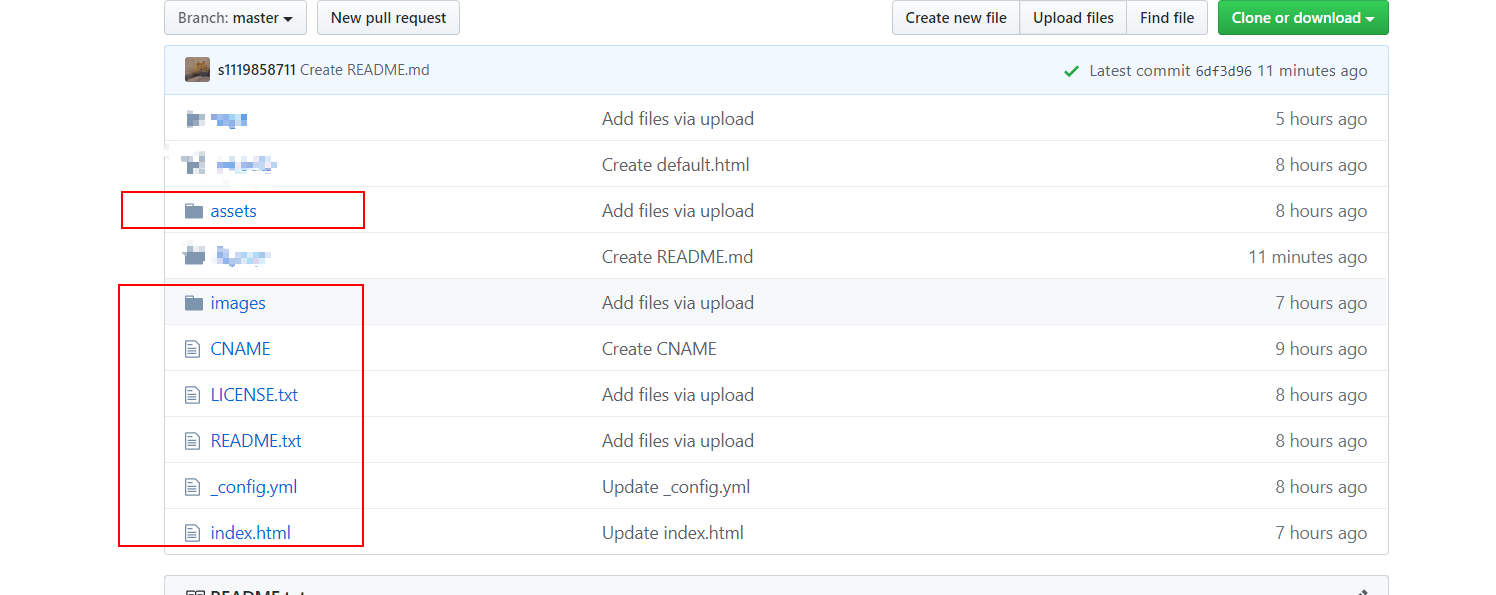 Branch: master
New pull request
Create new file
Upload files
Find file
Clone or download
s1119858711 Create README.md
Latest commit 6df3d96 11 minutes ago
Add files via upload 5 hours ago
Create default.html 8 hours ago
assets Add files via upload 8 hours ago
Create README.md 11 minutes ago
images Add files via upload 7 hours ago
CNAME Create CNAME 9 hours ago
LICENSE.txt Add files via upload 8 hours ago
README.txt Add files via upload 8 hours ago
_config.yml Update _config.yml 8 hours ago
index.html Update index.html 7 hours ago
README.txt